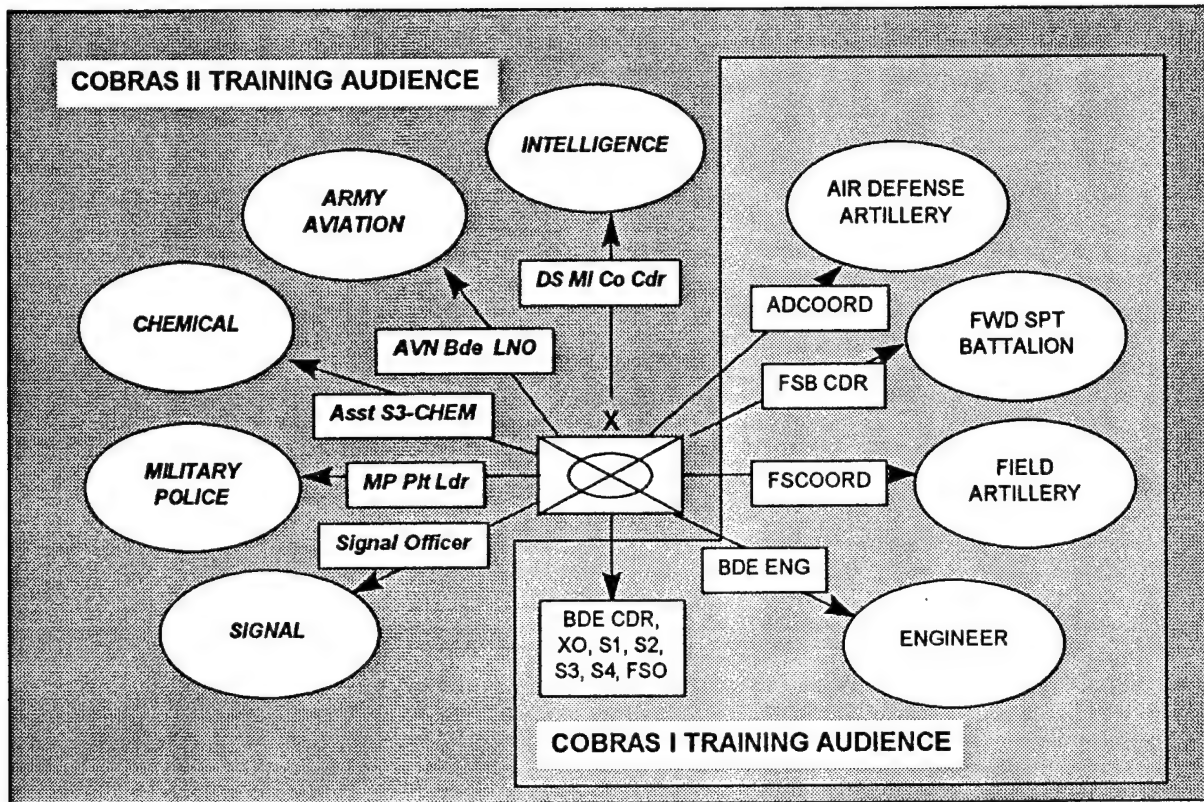 COBRAS II TRAINING AUDIENCE
INTELLIGENCE
ARMY
AVIATION
AIR DEFENSE
ARTILLERY
DS MI Co Cdr
ADCOORD
CHEMICAL
AVN Bde LNO
FWD SPT
BATTALION
FSB CDR
Asst S3-CHEM
X
MILITARY
POLICE
MP Plt Ldr
FSCOORD
FIELD
ARTILLERY
Signal Officer
BDE ENG
SIGNAL
BDE CDR,
XO, S1, S2,
S3, S4, FSO
ENGINEER
COBRAS I TRAINING AUDIENCE